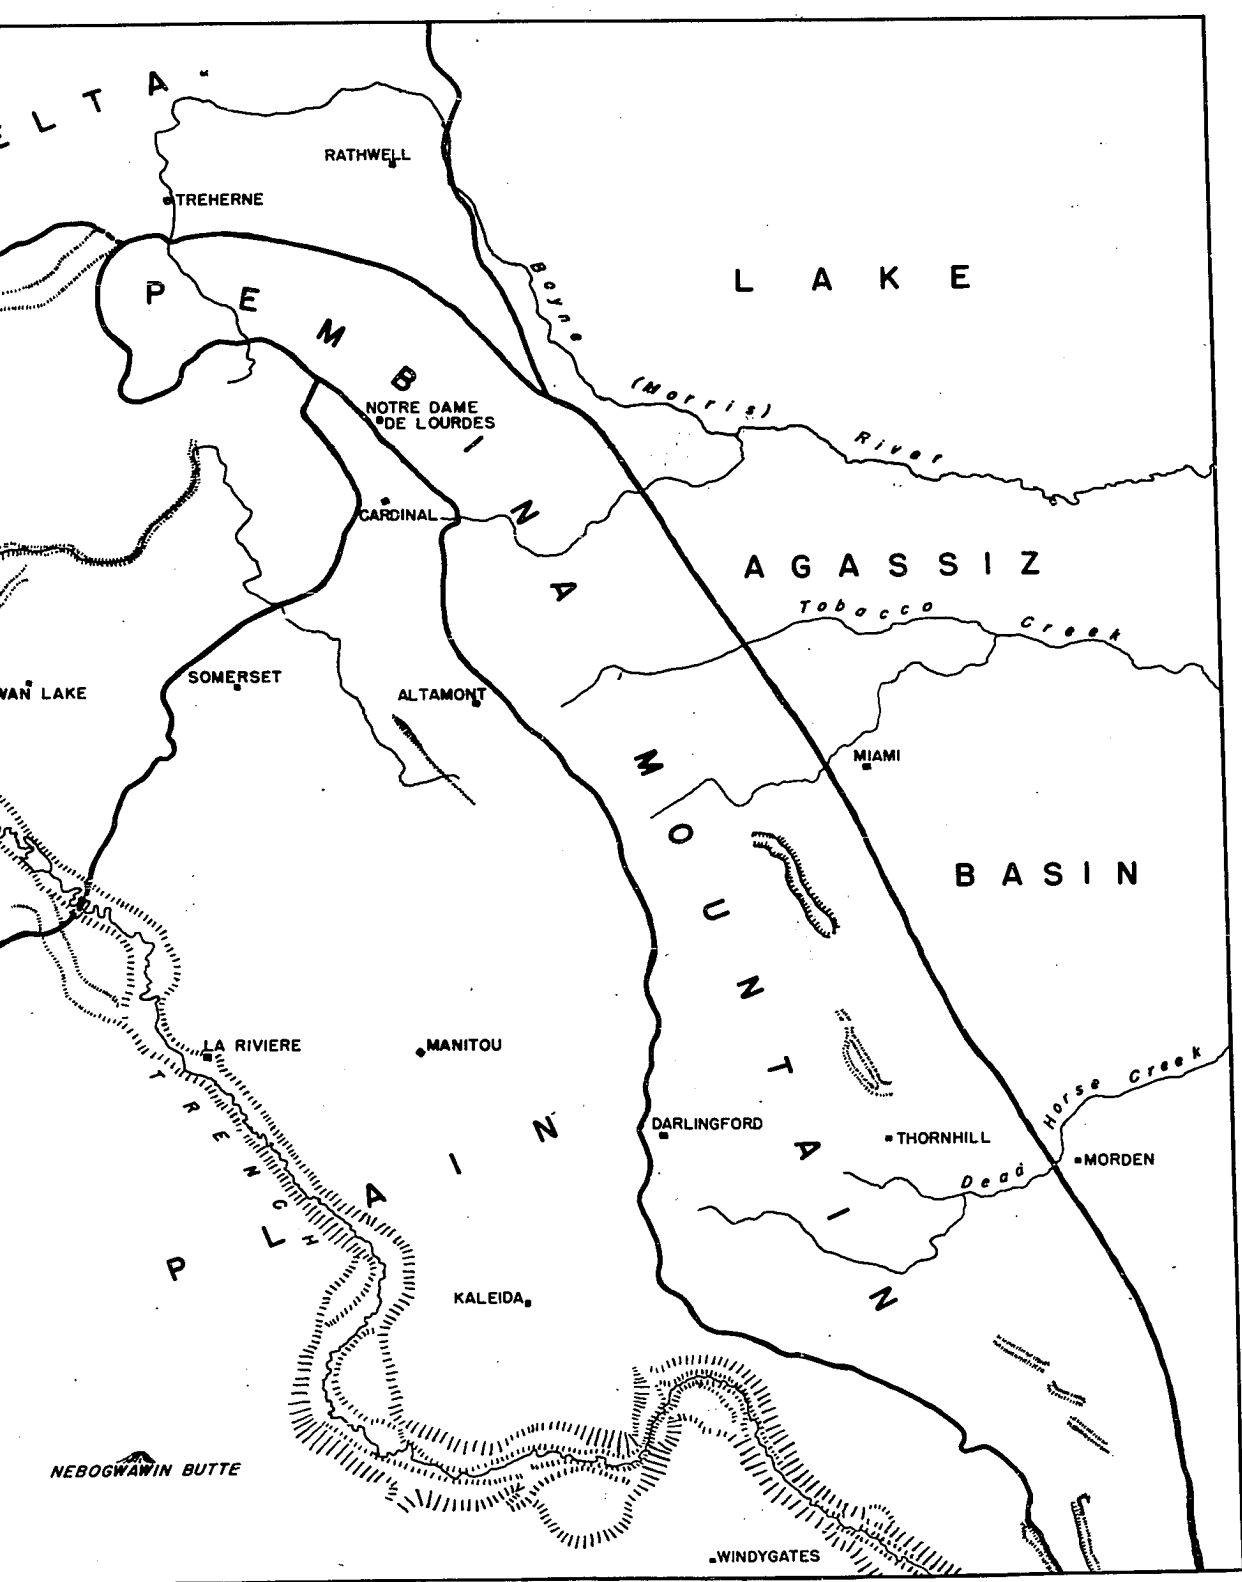 ELTA
RATHWELL
TREHERNE
Boyne
(Morris)
River
LAKE
AGASSIZ
BASIN
PEMBINA
MOUNTAIN
NOTRE DAME
DE LOURDES
CARDINAL
Tobacco Creek
SOMERSET
VAN LAKE
ALTAMONT
MIAMI
LA RIVIERE
MANITOU
TRENCH
DARLINGFORD
THORNHILL
Dead Horse Creek
MORDEN
PLAIN
KALEIDA
NEBOGWAWIN BUTTE
WINDYGATES